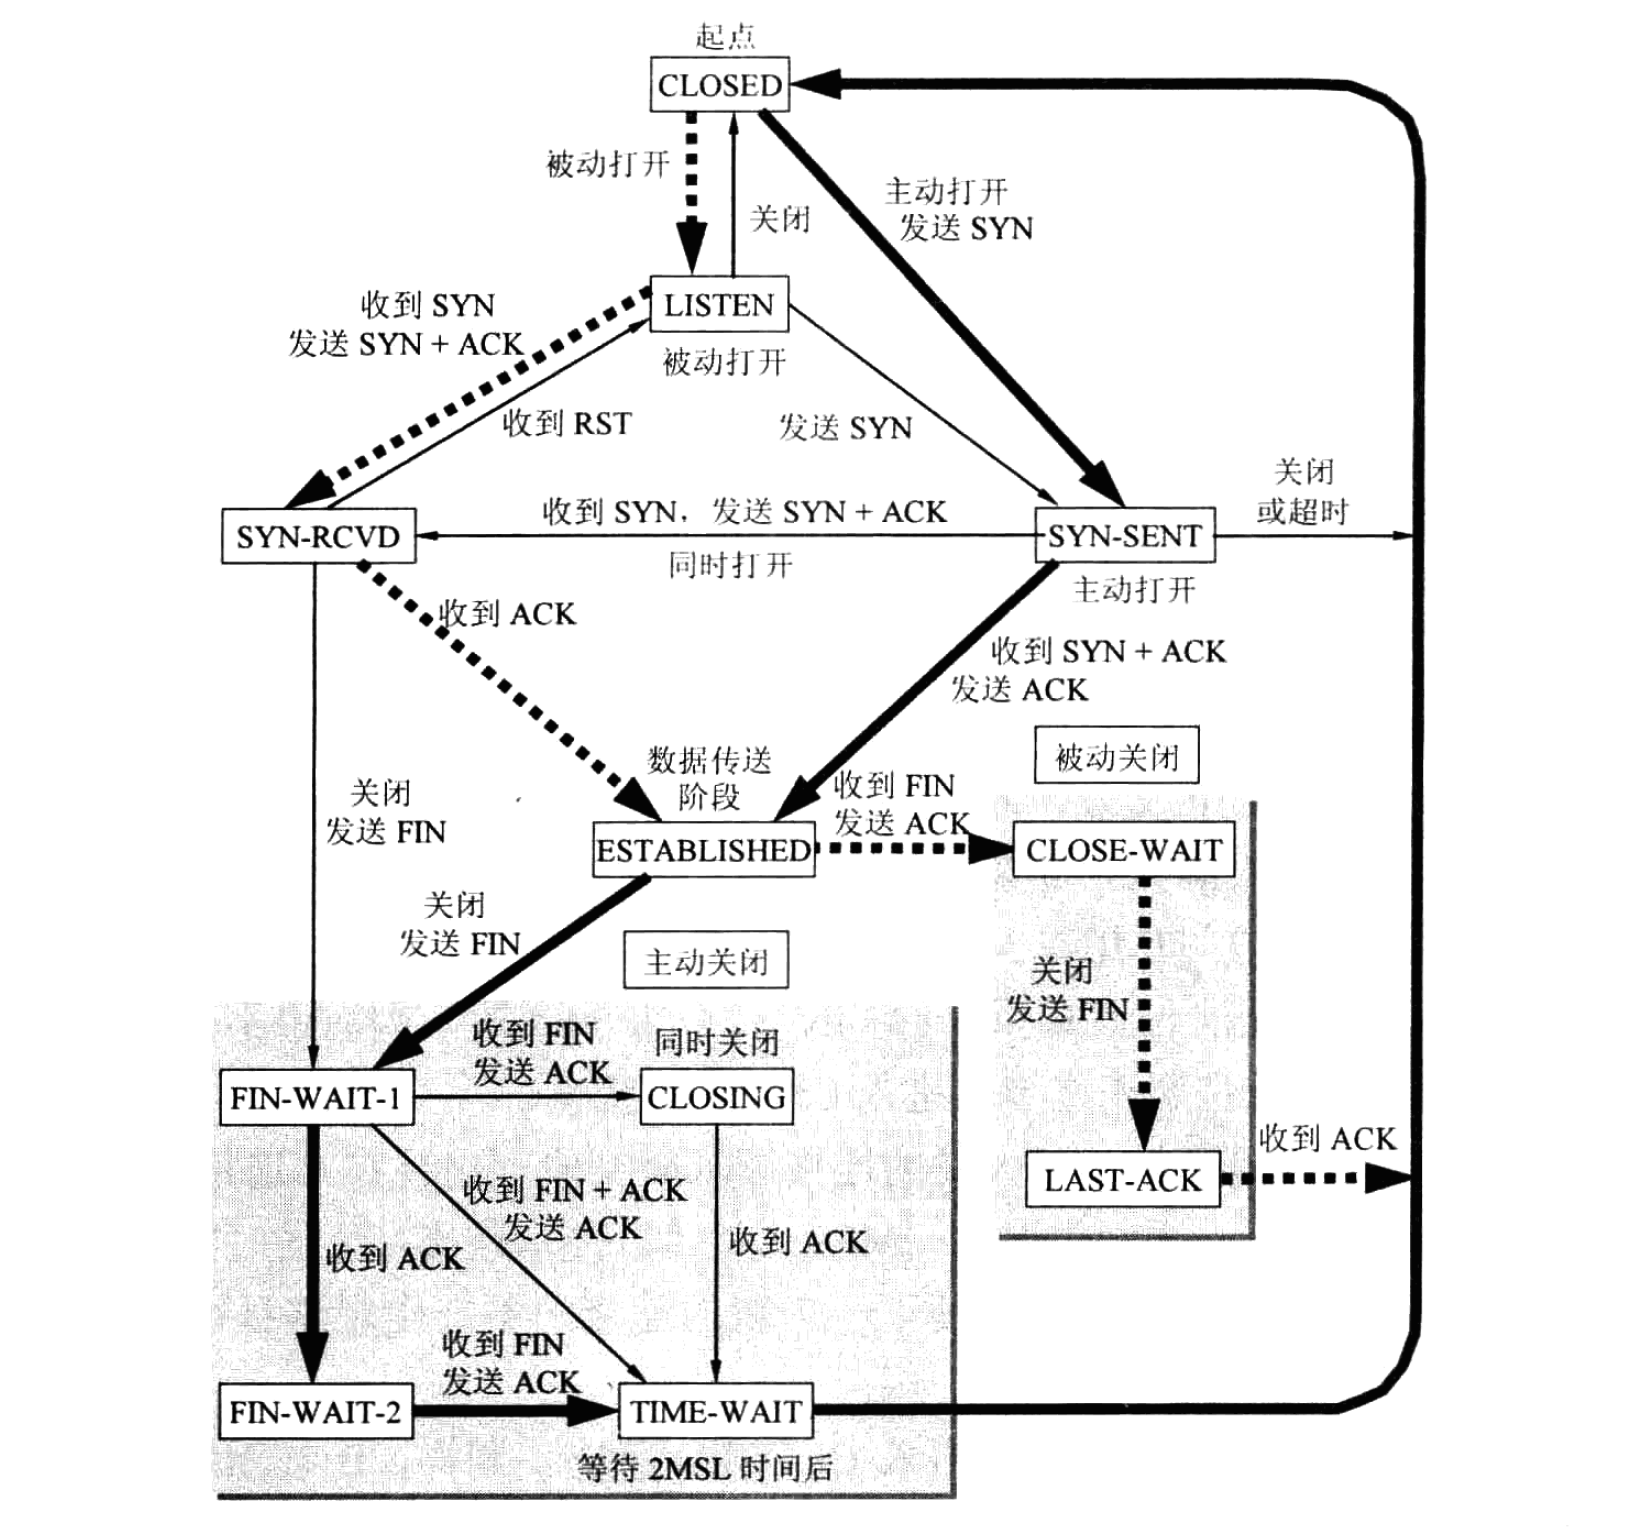 起点
CLOSED
被动打开
关闭
主动打开
发送 SYN
收到 SYN
发送 SYN + ACK
LISTEN
被动打开
收到 RST
发送 SYN
关闭
或超时
SYN-RCVD
收到 SYN，发送 SYN + ACK
同时打开
SYN-SENT
主动打开
收到 ACK
收到 SYN + ACK
发送 ACK
被动关闭
数据传送
阶段
收到 FIN
发送 ACK
关闭
发送 FIN
ESTABLISHED
CLOSE-WAIT
关闭
发送 FIN
主动关闭
关闭
发送 FIN
收到 FIN
发送 ACK
同时关闭
FIN-WAIT-1
CLOSING
收到 ACK
LAST-ACK
收到 FIN + ACK
发送 ACK
收到 ACK
收到 ACK
收到 FIN
发送 ACK
FIN-WAIT-2
TIME-WAIT
等待 2MSL 时间后